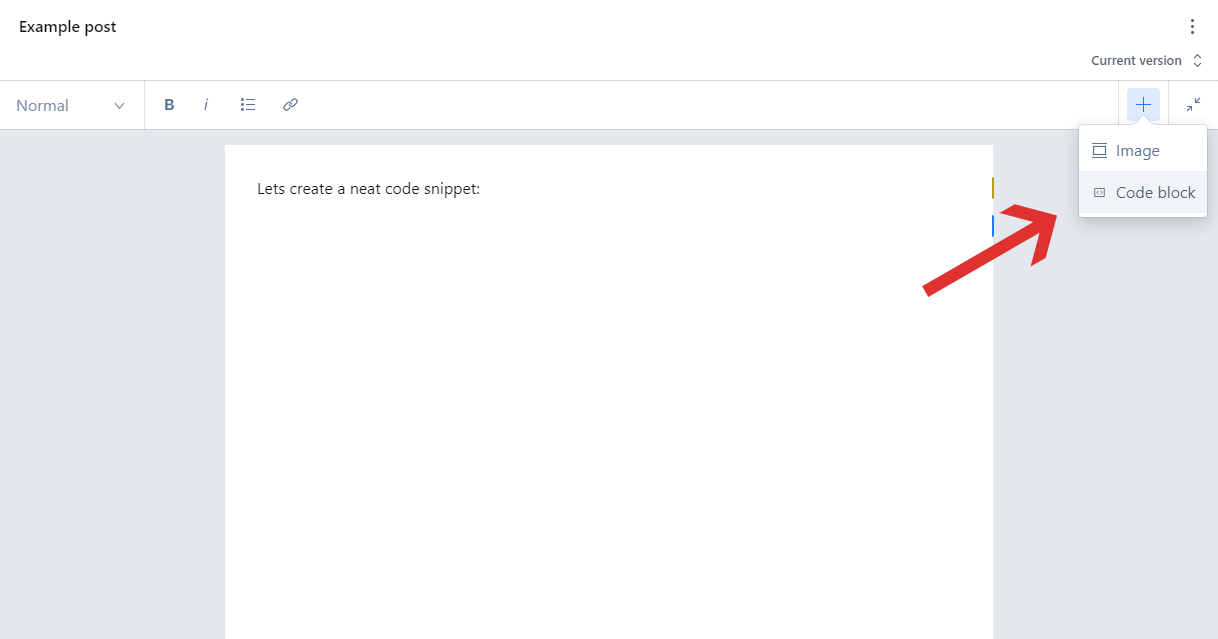 Example post
Current version
Normal
B i
Image
Lets create a neat code snippet:
Code block